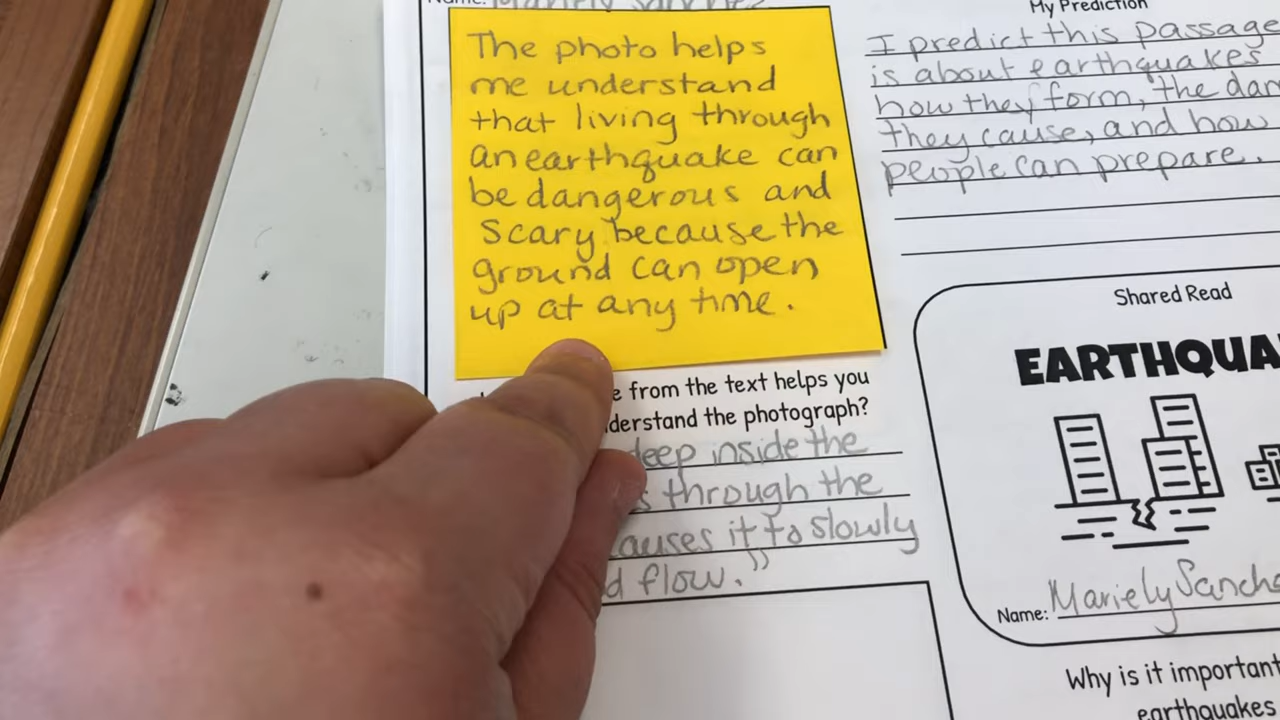 Name:
The photo helps
me understand
that living through
an earthquake can
be dangerous and
scary because the
ground can open
up at any time.
from the text helps you
understand the photograph?
deep inside the
through the
causes it to slowly
flow."
My Prediction
I predict this passage
is about earthquakes
how they form, the
they cause, and how
people can prepare.
Shared Read
EARTHQUA
Name: Mariely
Why is it important
earthquakes